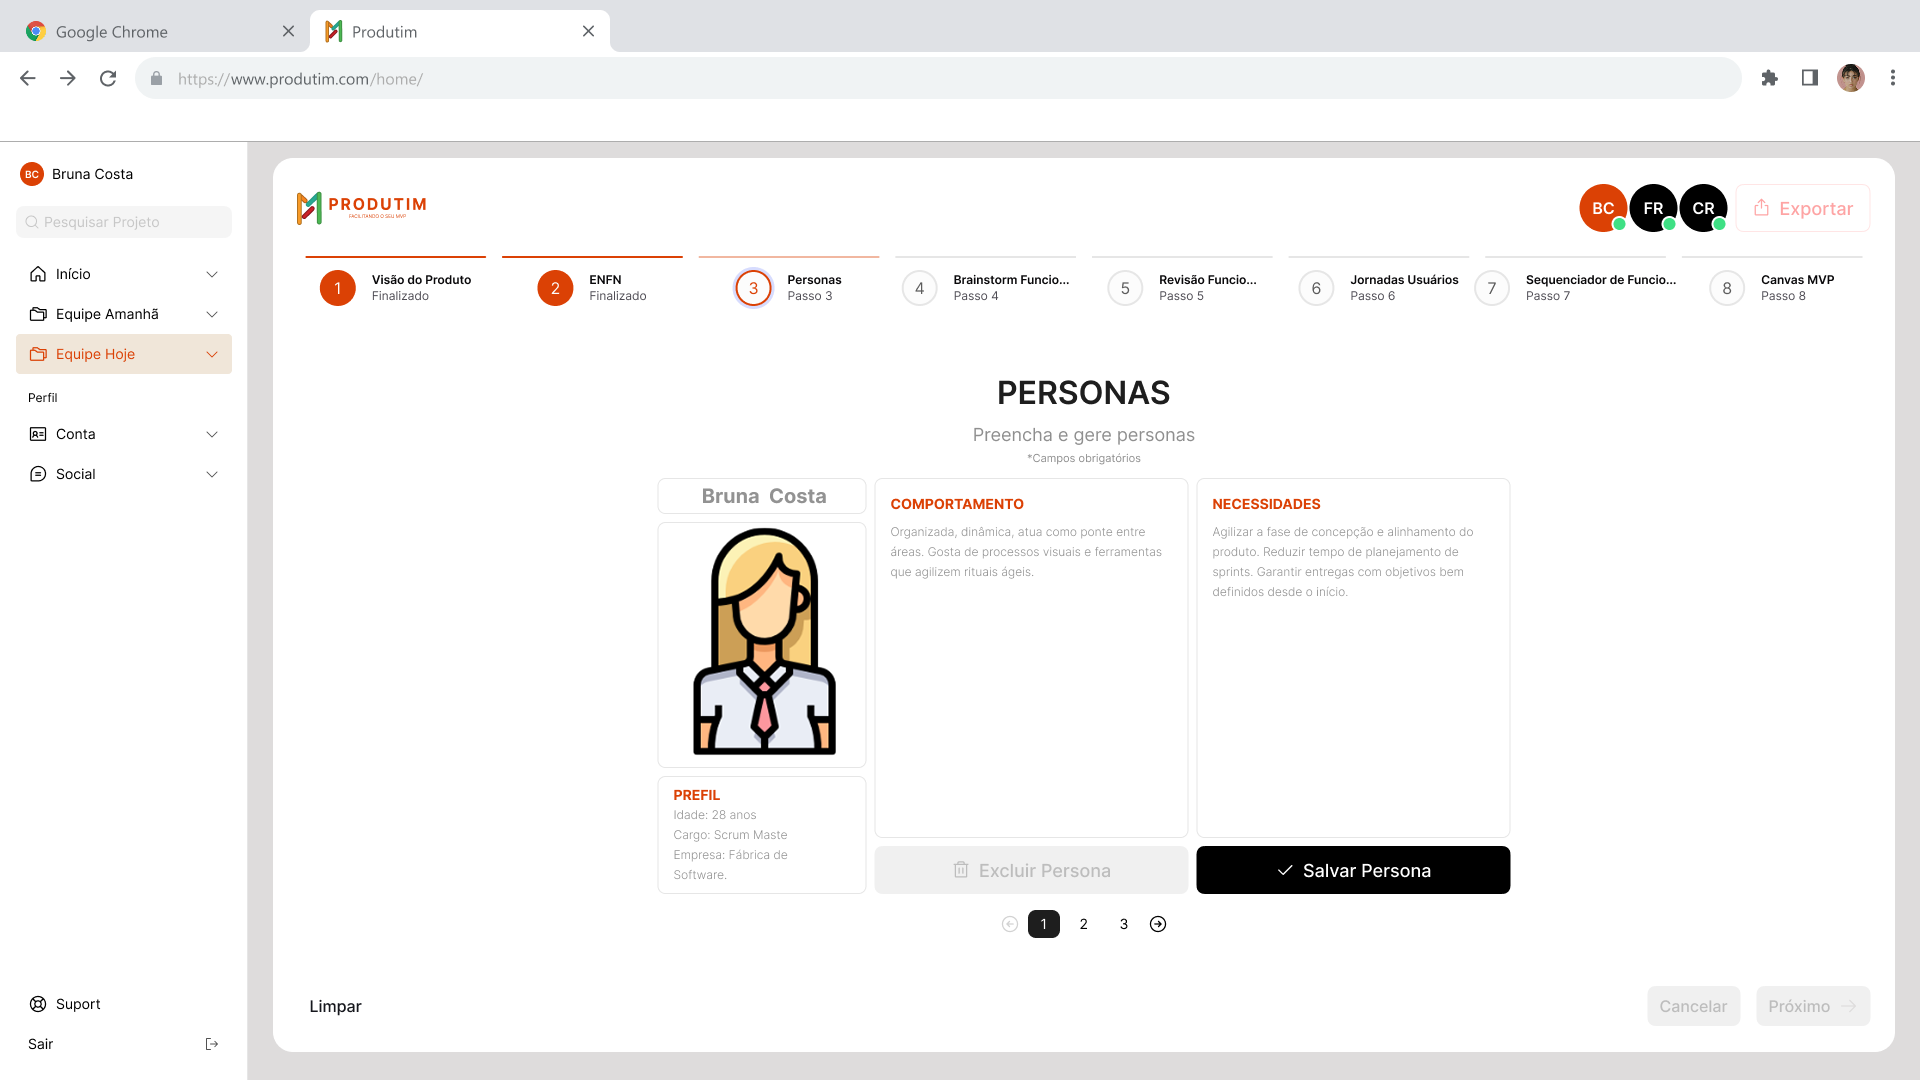 Google Chrome
Produtim
https://www.produtim.com/home/
BC Bruna Costa
Pesquisar Projeto
Início
Equipe Amanhã
Equipe Hoje
Perfil
Conta
Social
Suport
Sair
PRODUTIM
FACILITANDO O SEU MVP
BC
FR
CR
Exportar
1 Visão do Produto
Finalizado
2 ENFN
Finalizado
3 Personas
Passo 3
4 Brainstorm Funcio...
Passo 4
5 Revisão Funcio...
Passo 5
6 Jornadas Usuários
Passo 6
7 Sequenciador de Funcio...
Passo 7
8 Canvas MVP
Passo 8
PERSONAS
Preencha e gere personas
*Campos obrigatórios
Bruna Costa
PREFIL
Idade: 28 anos
Cargo: Scrum Maste
Empresa: Fábrica de
Software.
COMPORTAMENTO
Organizada, dinâmica, atua como ponte entre
áreas. Gosta de processos visuais e ferramentas
que agilizem rituais ágeis.
NECESSIDADES
Agilizar a fase de concepção e alinhamento do
produto. Reduzir tempo de planejamento de
sprints. Garantir entregas com objetivos bem
definidos desde o início.
Excluir Persona
Salvar Persona
1 2 3
Limpar
Cancelar
Próximo